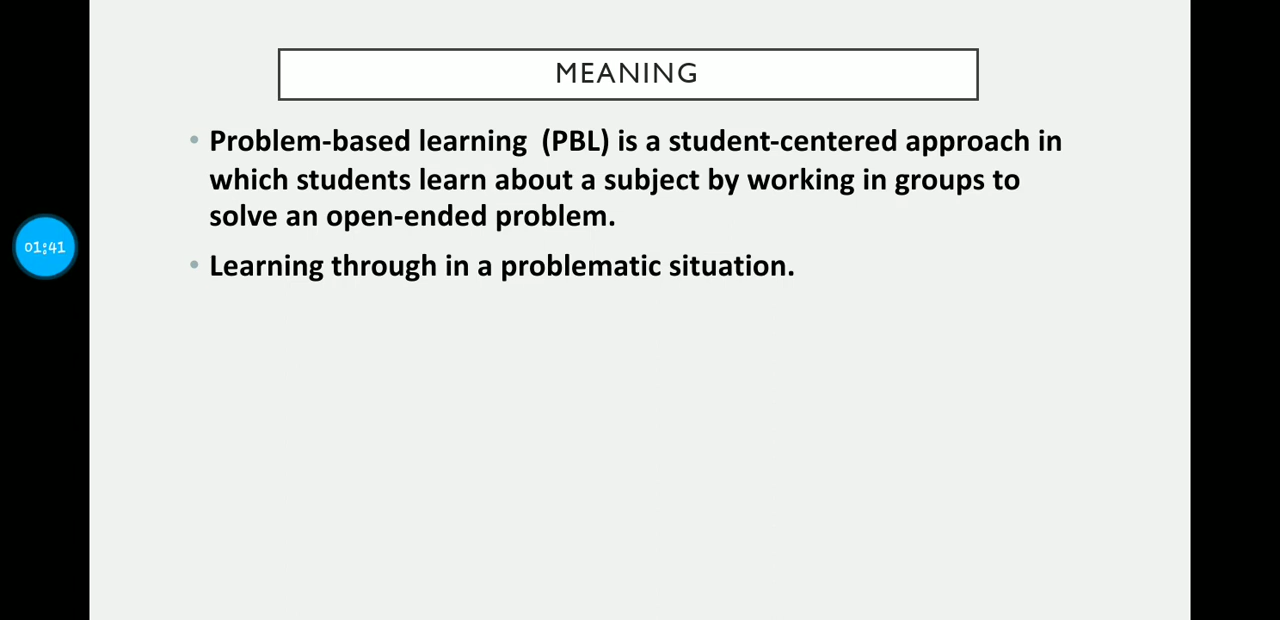 MEANING
• Problem-based learning  (PBL) is a student-centered approach in
which students learn about a subject by working in groups to
solve an open-ended problem.
• Learning through in a problematic situation.
01:41